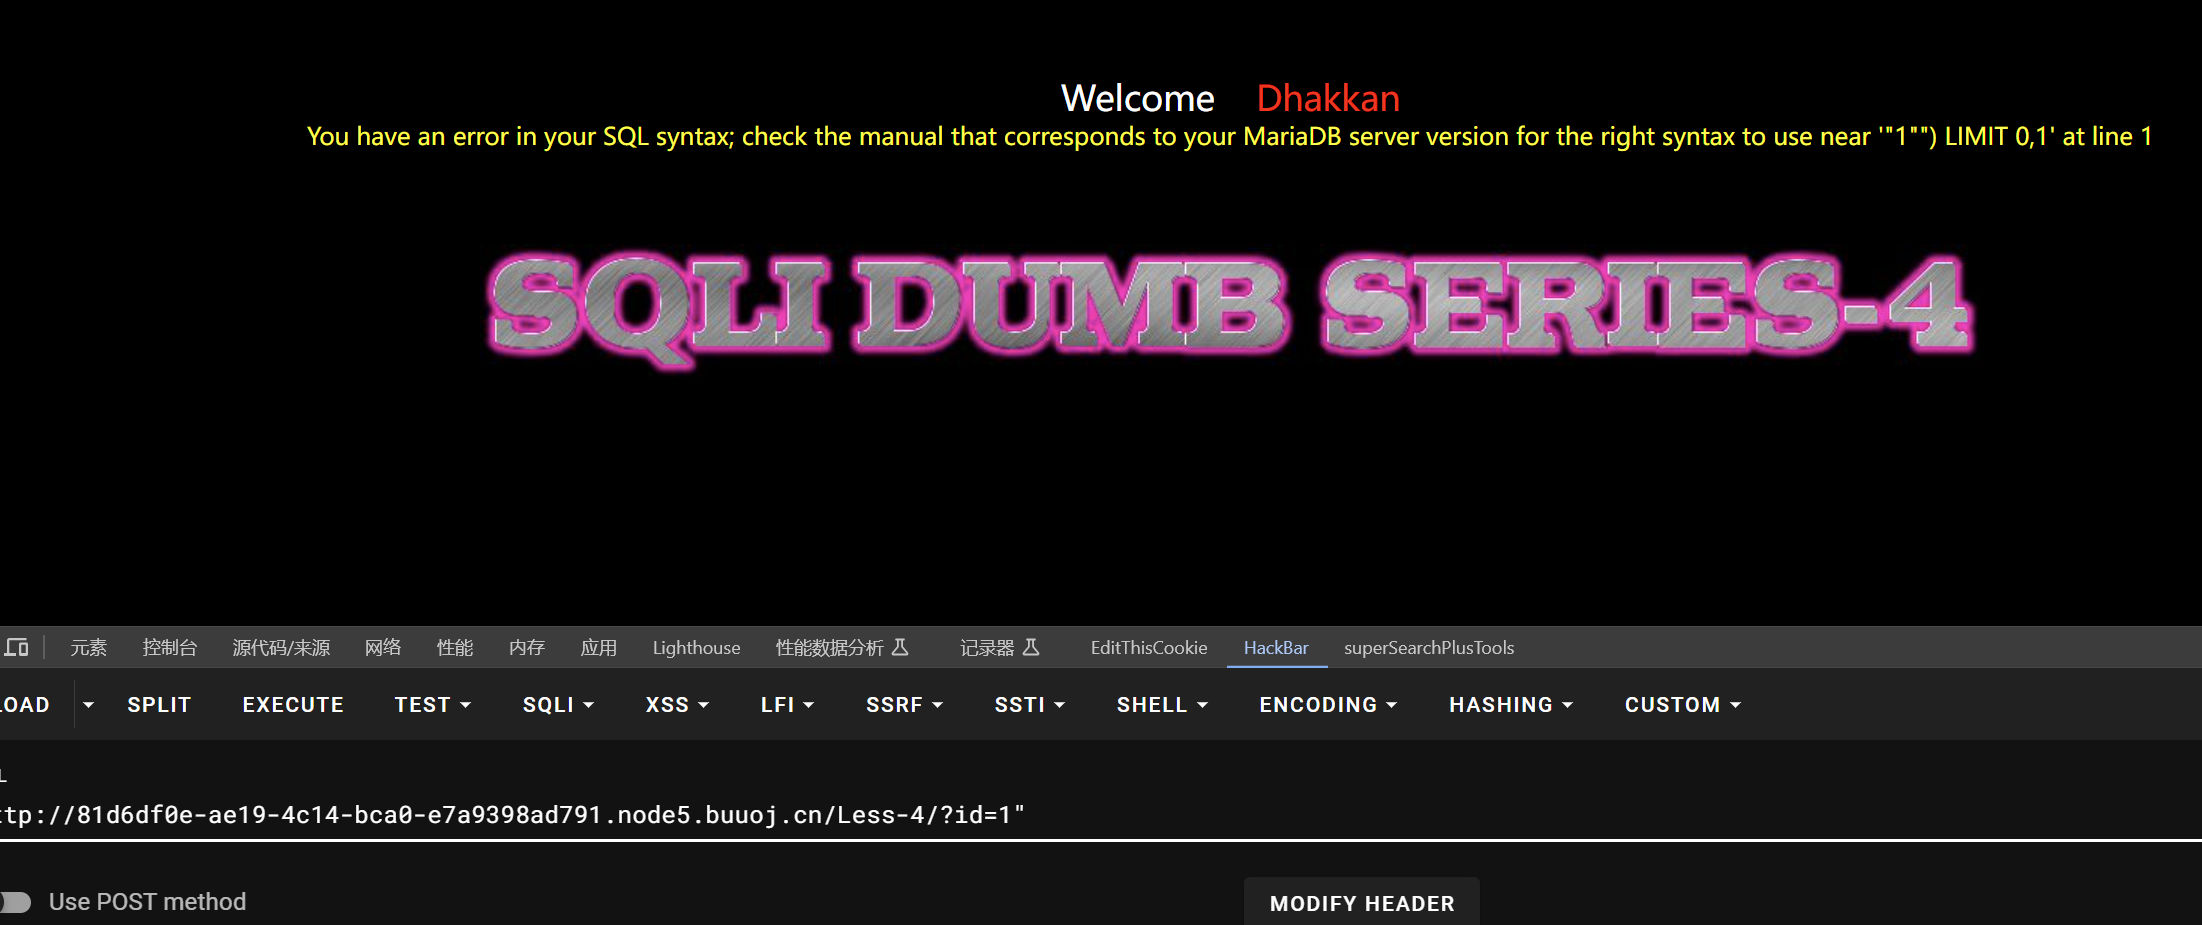 Welcome Dhakkan
You have an error in your SQL syntax; check the manual that corresponds to your MariaDB server version for the right syntax to use near '"1"") LIMIT 0,1' at line 1
SQLI DUMB SERIES-4
元素 控制台 源代码/来源 网络 性能 内存 应用 Lighthouse 性能数据分析 记录器 EditThisCookie HackBar superSearchPlusTools
LOAD SPLIT EXECUTE TEST SQLI XSS LFI SSRF SSTI SHELL ENCODING HASHING CUSTOM
L
ttp://81d6df0e-ae19-4c14-bca0-e7a9398ad791.node5.buuoj.cn/Less-4/?id=1"
Use POST method MODIFY HEADER